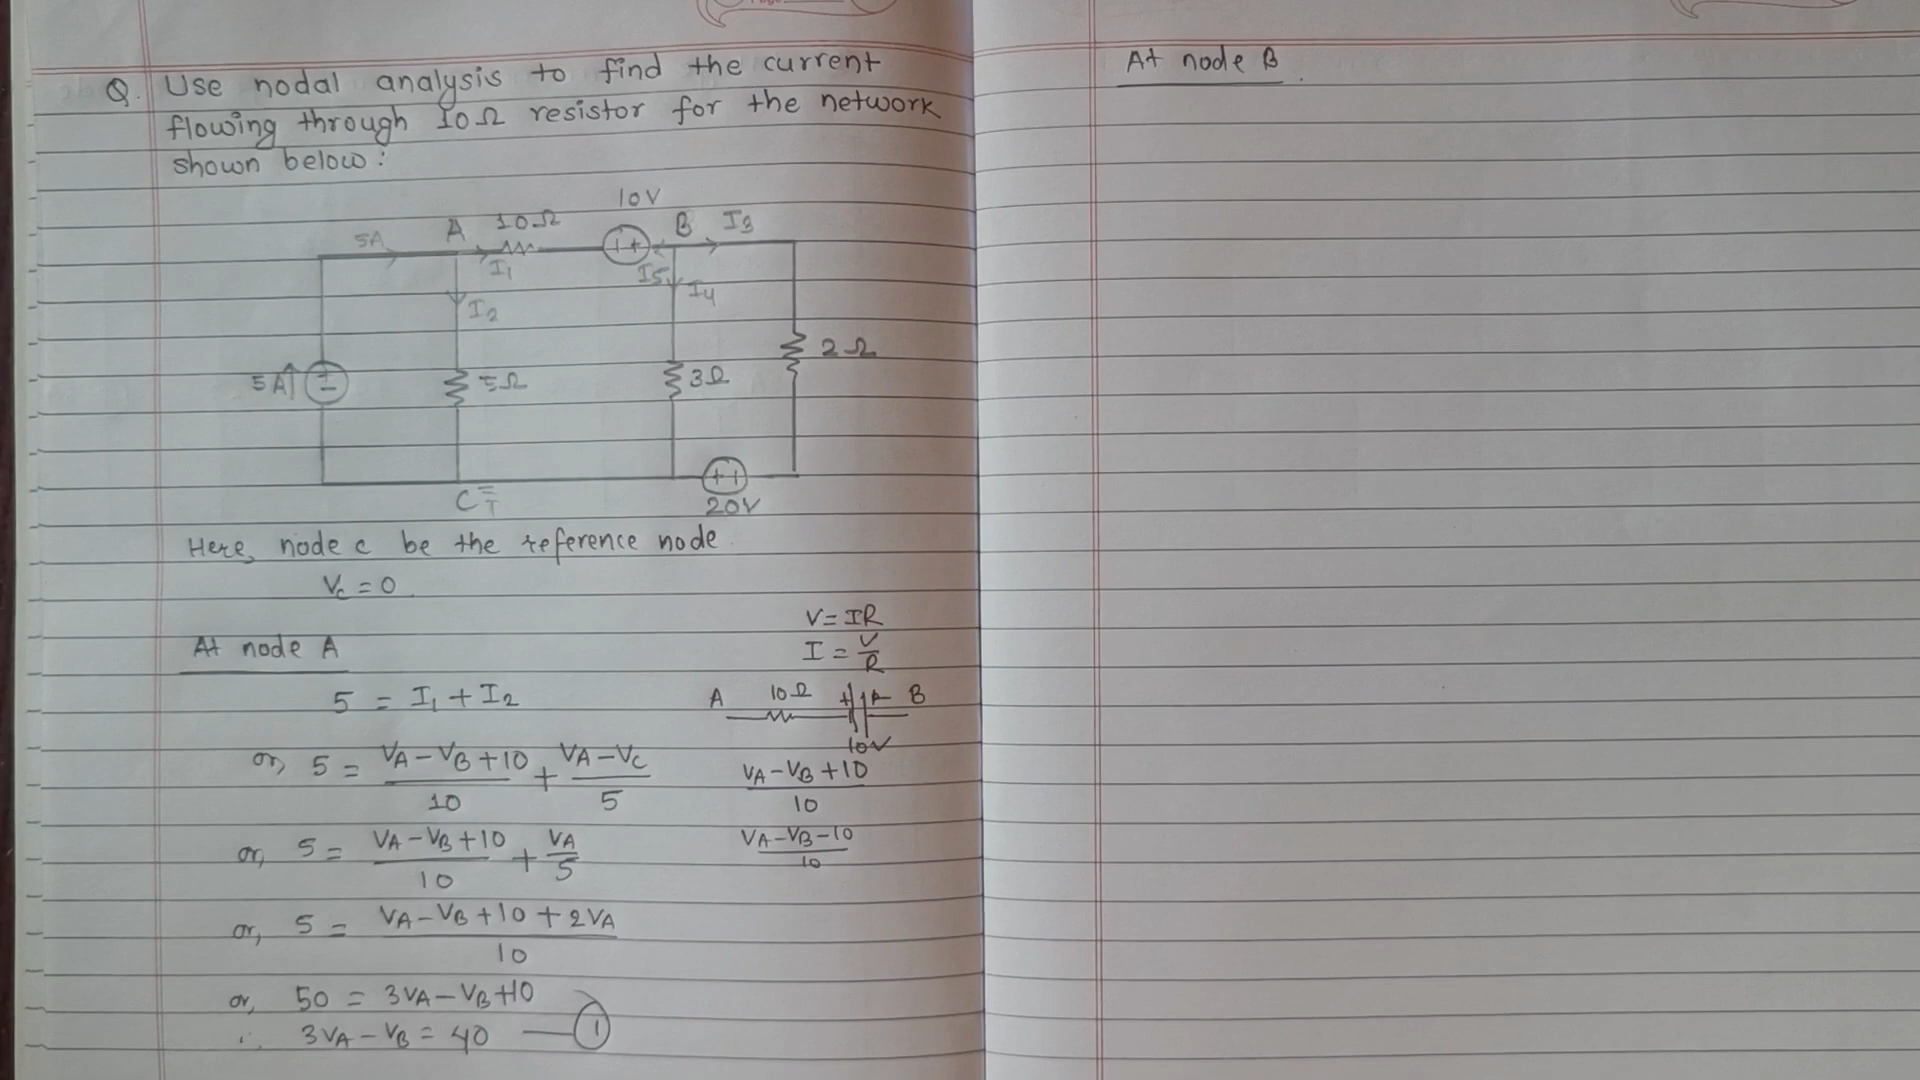 Q. Use nodal analysis to find the current
flowing through 10Ω resistor for the network
shown below:
10V
5A A 10Ω B I3
I1 I5 I4
I2
5A 5Ω 3Ω 2Ω
C 20V
Here, node c be the reference node
Vc = 0
V = IR
At node A I = V/R
5 = I1 + I2 A 10Ω B
10V
or, 5 = (VA - VB + 10)/10 + (VA - VC)/5 (VA - VB + 10)/10
or, 5 = (VA - VB + 10)/10 + VA/5 (VA - VB - 10)/10
or, 5 = (VA - VB + 10 + 2VA)/10
or, 50 = 3VA - VB + 10
∴ 3VA - VB = 40 — 1
At node B